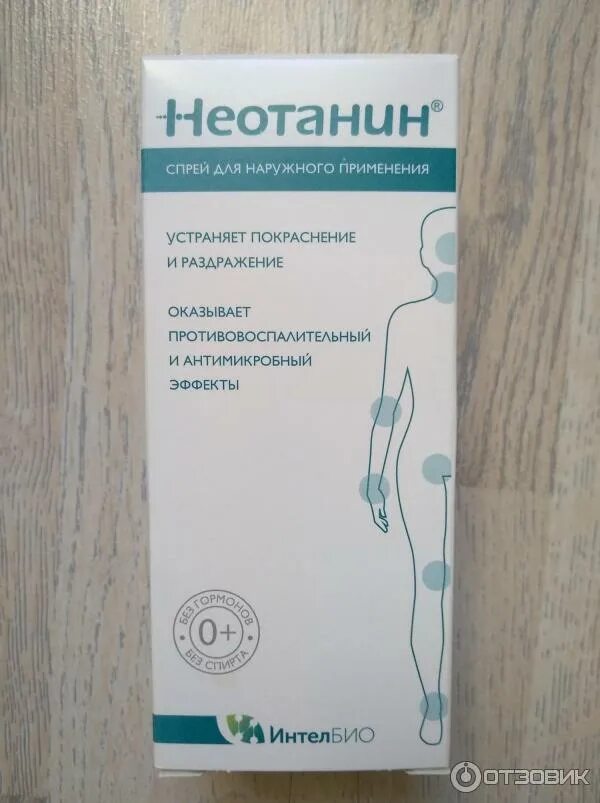 Неотанин®
СПРЕЙ ДЛЯ НАРУЖНОГО ПРИМЕНЕНИЯ
УСТРАНЯЕТ ПОКРАСНЕНИЕ
И РАЗДРАЖЕНИЕ
ОКАЗЫВАЕТ
ПРОТИВОВОСПАЛИТЕЛЬНЫЙ
И АНТИМИКРОБНЫЙ
ЭФФЕКТЫ
БЕЗ ГОРМОНОВ
0+
БЕЗ СПИРТА
ИнтелБИО
ОТЗОВИК